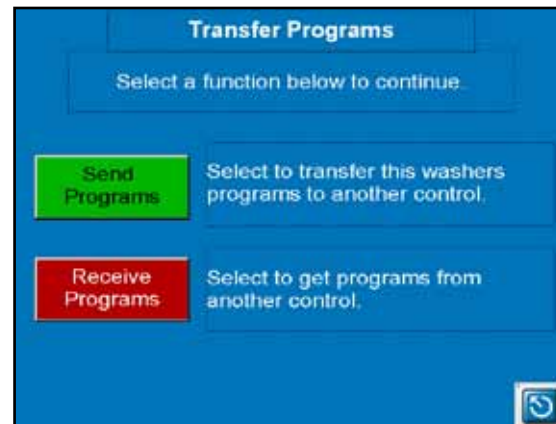 Transfer Programs
Select a function below to continue.
Send
Programs
Select to transfer this washers
programs to another control.
Receive
Programs
Select to get programs from
another control.